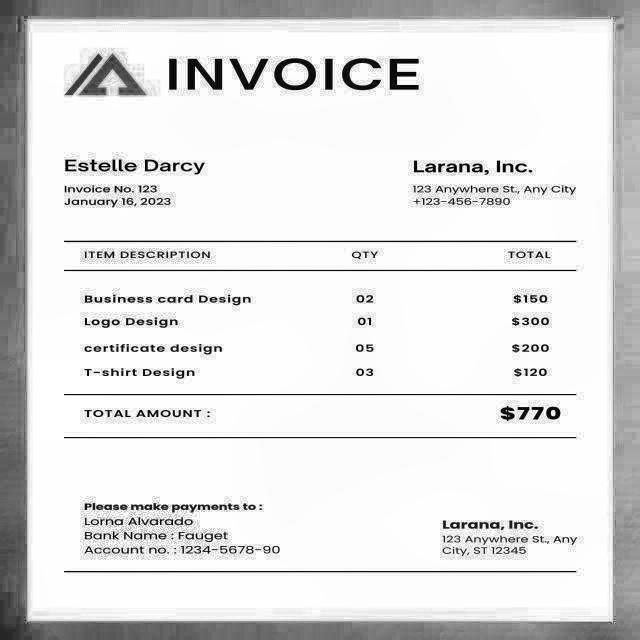 INVOICE
Estelle Darcy
Invoice No. 123
January 16, 2023
Larana, Inc.
123 Anywhere St., Any City
+123-456-7890
ITEM DESCRIPTION QTY TOTAL
Business card Design 02 $150
Logo Design 01 $300
certificate design 05 $200
T-shirt Design 03 $120
TOTAL AMOUNT : $770
Please make payments to :
Lorna Alvarado
Bank Name : Fauget
Account no. : 1234-5678-90
Larana, Inc.
123 Anywhere St., Any
City, ST 12345